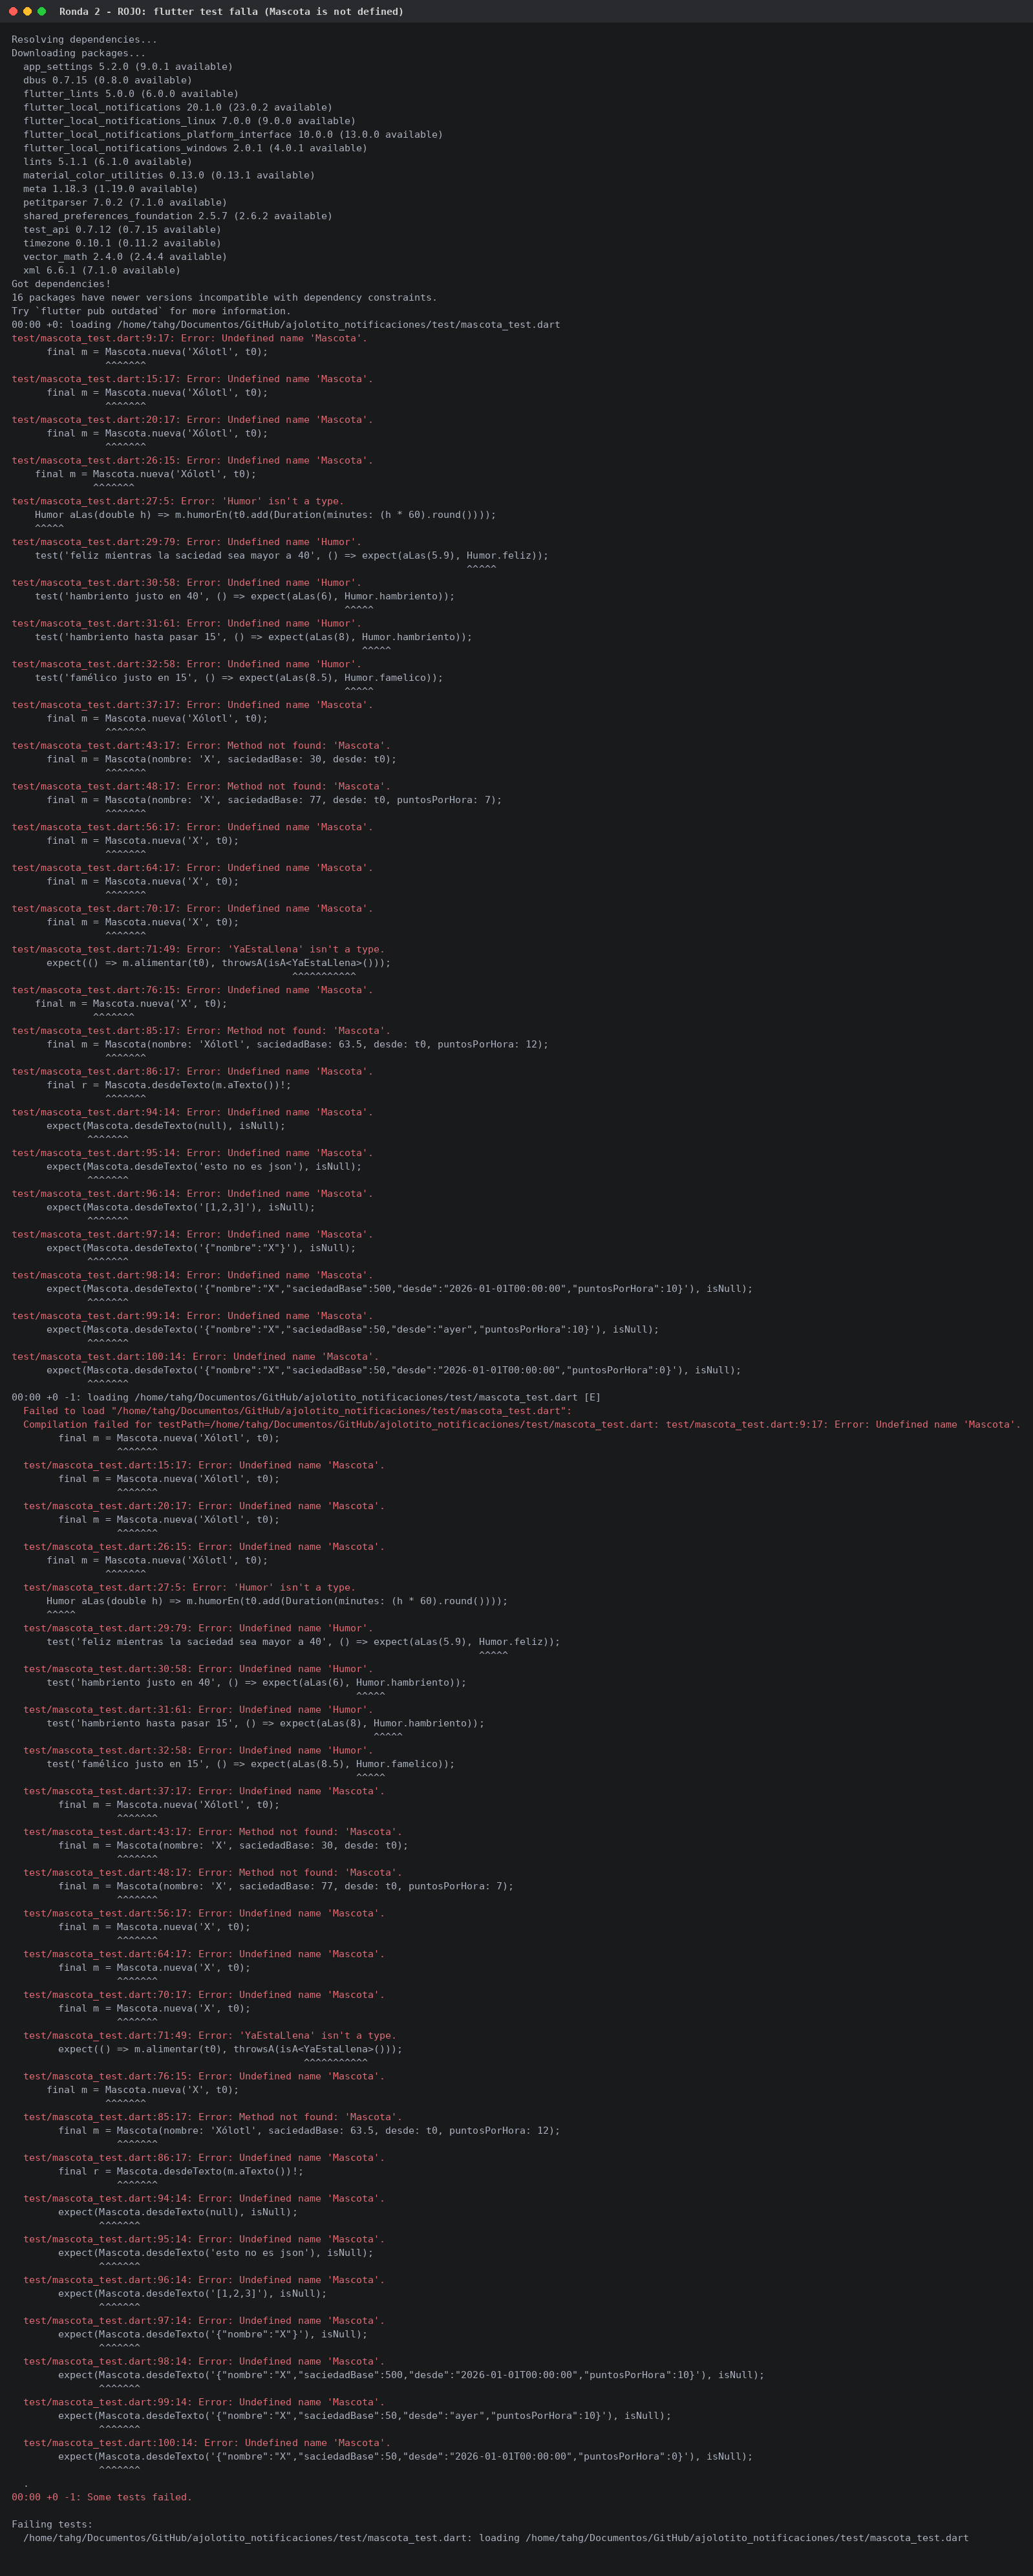 Ronda 2 - ROJO: flutter test falla (Mascota is not defined)
Resolving dependencies...
Downloading packages...
  app_settings 5.2.0 (9.0.1 available)
  dbus 0.7.15 (0.8.0 available)
  flutter_lints 5.0.0 (6.0.0 available)
  flutter_local_notifications 20.1.0 (23.0.2 available)
  flutter_local_notifications_linux 7.0.0 (9.0.0 available)
  flutter_local_notifications_platform_interface 10.0.0 (13.0.0 available)
  flutter_local_notifications_windows 2.0.1 (4.0.1 available)
  lints 5.1.1 (6.1.0 available)
  material_color_utilities 0.13.0 (0.13.1 available)
  meta 1.18.3 (1.19.0 available)
  petitparser 7.0.2 (7.1.0 available)
  shared_preferences_foundation 2.5.7 (2.6.2 available)
  test_api 0.7.12 (0.7.15 available)
  timezone 0.10.1 (0.11.2 available)
  vector_math 2.4.0 (2.4.4 available)
  xml 6.6.1 (7.1.0 available)
Got dependencies!
16 packages have newer versions incompatible with dependency constraints.
Try `flutter pub outdated` for more information.
00:00 +0: loading /home/tahg/Documentos/GitHub/ajolotito_notificaciones/test/mascota_test.dart
test/mascota_test.dart:9:17: Error: Undefined name 'Mascota'.
      final m = Mascota.nueva('Xólotl', t0);
                ^^^^^^^
test/mascota_test.dart:15:17: Error: Undefined name 'Mascota'.
      final m = Mascota.nueva('Xólotl', t0);
                ^^^^^^^
test/mascota_test.dart:20:17: Error: Undefined name 'Mascota'.
      final m = Mascota.nueva('Xólotl', t0);
                ^^^^^^^
test/mascota_test.dart:26:15: Error: Undefined name 'Mascota'.
    final m = Mascota.nueva('Xólotl', t0);
              ^^^^^^^
test/mascota_test.dart:27:5: Error: 'Humor' isn't a type.
    Humor aLas(double h) => m.humorEn(t0.add(Duration(minutes: (h * 60).round())));
    ^^^^^
test/mascota_test.dart:29:79: Error: Undefined name 'Humor'.
    test('feliz mientras la saciedad sea mayor a 40', () => expect(aLas(5.9), Humor.feliz));
                                                                              ^^^^^
test/mascota_test.dart:30:58: Error: Undefined name 'Humor'.
    test('hambriento justo en 40', () => expect(aLas(6), Humor.hambriento));
                                                         ^^^^^
test/mascota_test.dart:31:61: Error: Undefined name 'Humor'.
    test('hambriento hasta pasar 15', () => expect(aLas(8), Humor.hambriento));
                                                            ^^^^^
test/mascota_test.dart:32:58: Error: Undefined name 'Humor'.
    test('famélico justo en 15', () => expect(aLas(8.5), Humor.famelico));
                                                         ^^^^^
test/mascota_test.dart:37:17: Error: Undefined name 'Mascota'.
      final m = Mascota.nueva('Xólotl', t0);
                ^^^^^^^
test/mascota_test.dart:43:17: Error: Method not found: 'Mascota'.
      final m = Mascota(nombre: 'X', saciedadBase: 30, desde: t0);
                ^^^^^^^
test/mascota_test.dart:48:17: Error: Method not found: 'Mascota'.
      final m = Mascota(nombre: 'X', saciedadBase: 77, desde: t0, puntosPorHora: 7);
                ^^^^^^^
test/mascota_test.dart:56:17: Error: Undefined name 'Mascota'.
      final m = Mascota.nueva('X', t0);
                ^^^^^^^
test/mascota_test.dart:64:17: Error: Undefined name 'Mascota'.
      final m = Mascota.nueva('X', t0);
                ^^^^^^^
test/mascota_test.dart:70:17: Error: Undefined name 'Mascota'.
      final m = Mascota.nueva('X', t0);
                ^^^^^^^
test/mascota_test.dart:71:49: Error: 'YaEstaLlena' isn't a type.
      expect(() => m.alimentar(t0), throwsA(isA<YaEstaLlena>()));
                                                ^^^^^^^^^^^
test/mascota_test.dart:76:15: Error: Undefined name 'Mascota'.
    final m = Mascota.nueva('X', t0);
              ^^^^^^^
test/mascota_test.dart:85:17: Error: Method not found: 'Mascota'.
      final m = Mascota(nombre: 'Xólotl', saciedadBase: 63.5, desde: t0, puntosPorHora: 12);
                ^^^^^^^
test/mascota_test.dart:86:17: Error: Undefined name 'Mascota'.
      final r = Mascota.desdeTexto(m.aTexto())!;
                ^^^^^^^
test/mascota_test.dart:94:14: Error: Undefined name 'Mascota'.
      expect(Mascota.desdeTexto(null), isNull);
             ^^^^^^^
test/mascota_test.dart:95:14: Error: Undefined name 'Mascota'.
      expect(Mascota.desdeTexto('esto no es json'), isNull);
             ^^^^^^^
test/mascota_test.dart:96:14: Error: Undefined name 'Mascota'.
      expect(Mascota.desdeTexto('[1,2,3]'), isNull);
             ^^^^^^^
test/mascota_test.dart:97:14: Error: Undefined name 'Mascota'.
      expect(Mascota.desdeTexto('{"nombre":"X"}'), isNull);
             ^^^^^^^
test/mascota_test.dart:98:14: Error: Undefined name 'Mascota'.
      expect(Mascota.desdeTexto('{"nombre":"X","saciedadBase":500,"desde":"2026-01-01T00:00:00","puntosPorHora":10}'), isNull);
             ^^^^^^^
test/mascota_test.dart:99:14: Error: Undefined name 'Mascota'.
      expect(Mascota.desdeTexto('{"nombre":"X","saciedadBase":50,"desde":"ayer","puntosPorHora":10}'), isNull);
             ^^^^^^^
test/mascota_test.dart:100:14: Error: Undefined name 'Mascota'.
      expect(Mascota.desdeTexto('{"nombre":"X","saciedadBase":50,"desde":"2026-01-01T00:00:00","puntosPorHora":0}'), isNull);
             ^^^^^^^
00:00 +0 -1: loading /home/tahg/Documentos/GitHub/ajolotito_notificaciones/test/mascota_test.dart [E]
  Failed to load "/home/tahg/Documentos/GitHub/ajolotito_notificaciones/test/mascota_test.dart":
  Compilation failed for testPath=/home/tahg/Documentos/GitHub/ajolotito_notificaciones/test/mascota_test.dart: test/mascota_test.dart:9:17: Error: Undefined name 'Mascota'.
        final m = Mascota.nueva('Xólotl', t0);
                  ^^^^^^^
  test/mascota_test.dart:15:17: Error: Undefined name 'Mascota'.
        final m = Mascota.nueva('Xólotl', t0);
                  ^^^^^^^
  test/mascota_test.dart:20:17: Error: Undefined name 'Mascota'.
        final m = Mascota.nueva('Xólotl', t0);
                  ^^^^^^^
  test/mascota_test.dart:26:15: Error: Undefined name 'Mascota'.
      final m = Mascota.nueva('Xólotl', t0);
                ^^^^^^^
  test/mascota_test.dart:27:5: Error: 'Humor' isn't a type.
      Humor aLas(double h) => m.humorEn(t0.add(Duration(minutes: (h * 60).round())));
      ^^^^^
  test/mascota_test.dart:29:79: Error: Undefined name 'Humor'.
      test('feliz mientras la saciedad sea mayor a 40', () => expect(aLas(5.9), Humor.feliz));
                                                                                ^^^^^
  test/mascota_test.dart:30:58: Error: Undefined name 'Humor'.
      test('hambriento justo en 40', () => expect(aLas(6), Humor.hambriento));
                                                           ^^^^^
  test/mascota_test.dart:31:61: Error: Undefined name 'Humor'.
      test('hambriento hasta pasar 15', () => expect(aLas(8), Humor.hambriento));
                                                              ^^^^^
  test/mascota_test.dart:32:58: Error: Undefined name 'Humor'.
      test('famélico justo en 15', () => expect(aLas(8.5), Humor.famelico));
                                                           ^^^^^
  test/mascota_test.dart:37:17: Error: Undefined name 'Mascota'.
        final m = Mascota.nueva('Xólotl', t0);
                  ^^^^^^^
  test/mascota_test.dart:43:17: Error: Method not found: 'Mascota'.
        final m = Mascota(nombre: 'X', saciedadBase: 30, desde: t0);
                  ^^^^^^^
  test/mascota_test.dart:48:17: Error: Method not found: 'Mascota'.
        final m = Mascota(nombre: 'X', saciedadBase: 77, desde: t0, puntosPorHora: 7);
                  ^^^^^^^
  test/mascota_test.dart:56:17: Error: Undefined name 'Mascota'.
        final m = Mascota.nueva('X', t0);
                  ^^^^^^^
  test/mascota_test.dart:64:17: Error: Undefined name 'Mascota'.
        final m = Mascota.nueva('X', t0);
                  ^^^^^^^
  test/mascota_test.dart:70:17: Error: Undefined name 'Mascota'.
        final m = Mascota.nueva('X', t0);
                  ^^^^^^^
  test/mascota_test.dart:71:49: Error: 'YaEstaLlena' isn't a type.
        expect(() => m.alimentar(t0), throwsA(isA<YaEstaLlena>()));
                                                  ^^^^^^^^^^^
  test/mascota_test.dart:76:15: Error: Undefined name 'Mascota'.
      final m = Mascota.nueva('X', t0);
                ^^^^^^^
  test/mascota_test.dart:85:17: Error: Method not found: 'Mascota'.
        final m = Mascota(nombre: 'Xólotl', saciedadBase: 63.5, desde: t0, puntosPorHora: 12);
                  ^^^^^^^
  test/mascota_test.dart:86:17: Error: Undefined name 'Mascota'.
        final r = Mascota.desdeTexto(m.aTexto())!;
                  ^^^^^^^
  test/mascota_test.dart:94:14: Error: Undefined name 'Mascota'.
        expect(Mascota.desdeTexto(null), isNull);
               ^^^^^^^
  test/mascota_test.dart:95:14: Error: Undefined name 'Mascota'.
        expect(Mascota.desdeTexto('esto no es json'), isNull);
               ^^^^^^^
  test/mascota_test.dart:96:14: Error: Undefined name 'Mascota'.
        expect(Mascota.desdeTexto('[1,2,3]'), isNull);
               ^^^^^^^
  test/mascota_test.dart:97:14: Error: Undefined name 'Mascota'.
        expect(Mascota.desdeTexto('{"nombre":"X"}'), isNull);
               ^^^^^^^
  test/mascota_test.dart:98:14: Error: Undefined name 'Mascota'.
        expect(Mascota.desdeTexto('{"nombre":"X","saciedadBase":500,"desde":"2026-01-01T00:00:00","puntosPorHora":10}'), isNull);
               ^^^^^^^
  test/mascota_test.dart:99:14: Error: Undefined name 'Mascota'.
        expect(Mascota.desdeTexto('{"nombre":"X","saciedadBase":50,"desde":"ayer","puntosPorHora":10}'), isNull);
               ^^^^^^^
  test/mascota_test.dart:100:14: Error: Undefined name 'Mascota'.
        expect(Mascota.desdeTexto('{"nombre":"X","saciedadBase":50,"desde":"2026-01-01T00:00:00","puntosPorHora":0}'), isNull);
               ^^^^^^^
  .
00:00 +0 -1: Some tests failed.
Failing tests:
  /home/tahg/Documentos/GitHub/ajolotito_notificaciones/test/mascota_test.dart: loading /home/tahg/Documentos/GitHub/ajolotito_notificaciones/test/mascota_test.dart